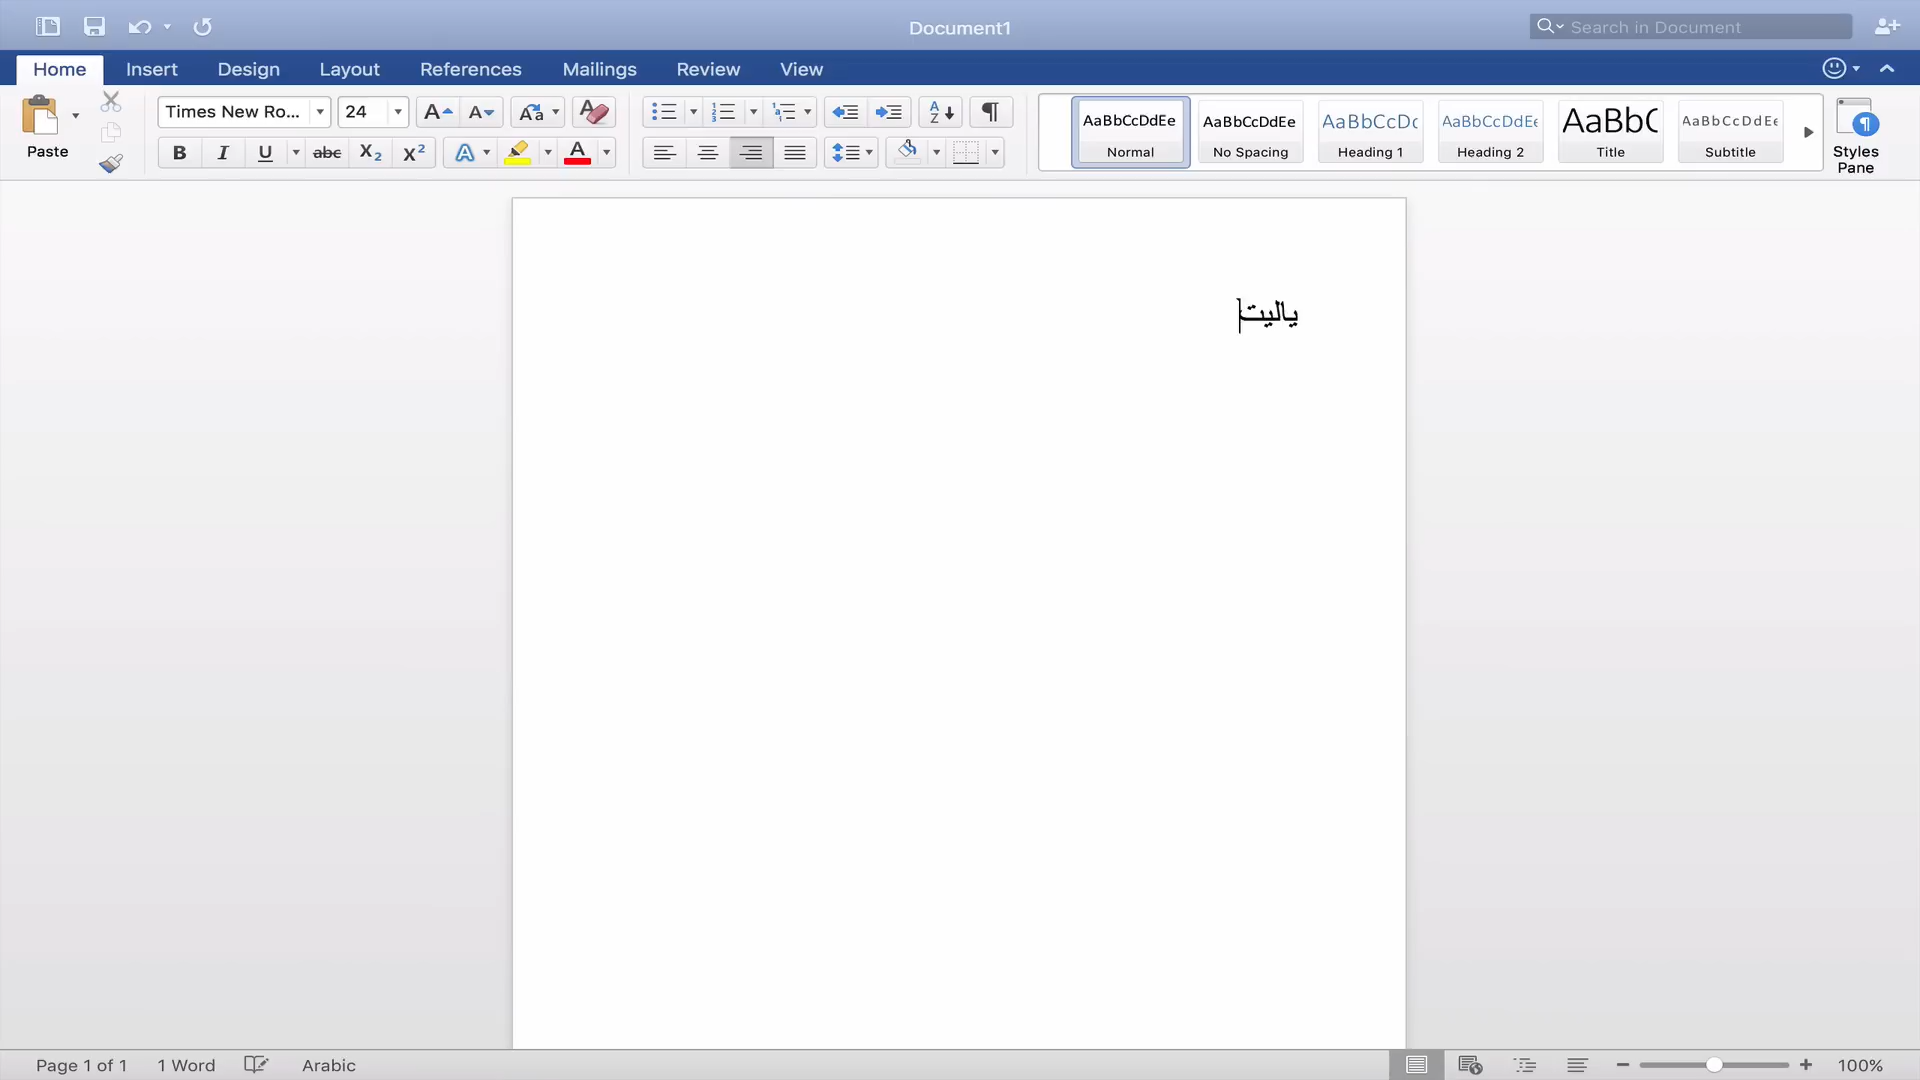 Document1
Search in Document
Home Insert Design Layout References Mailings Review View
Paste
Times New Ro... 24
AaBbCcDdEe Normal
AaBbCcDdEe No Spacing
AaBbCcDc Heading 1
AaBbCcDdEe Heading 2
AaBbC Title
AaBbCcDdEe Subtitle
Styles Pane
ياليت
Page 1 of 1 1 Word Arabic 100%